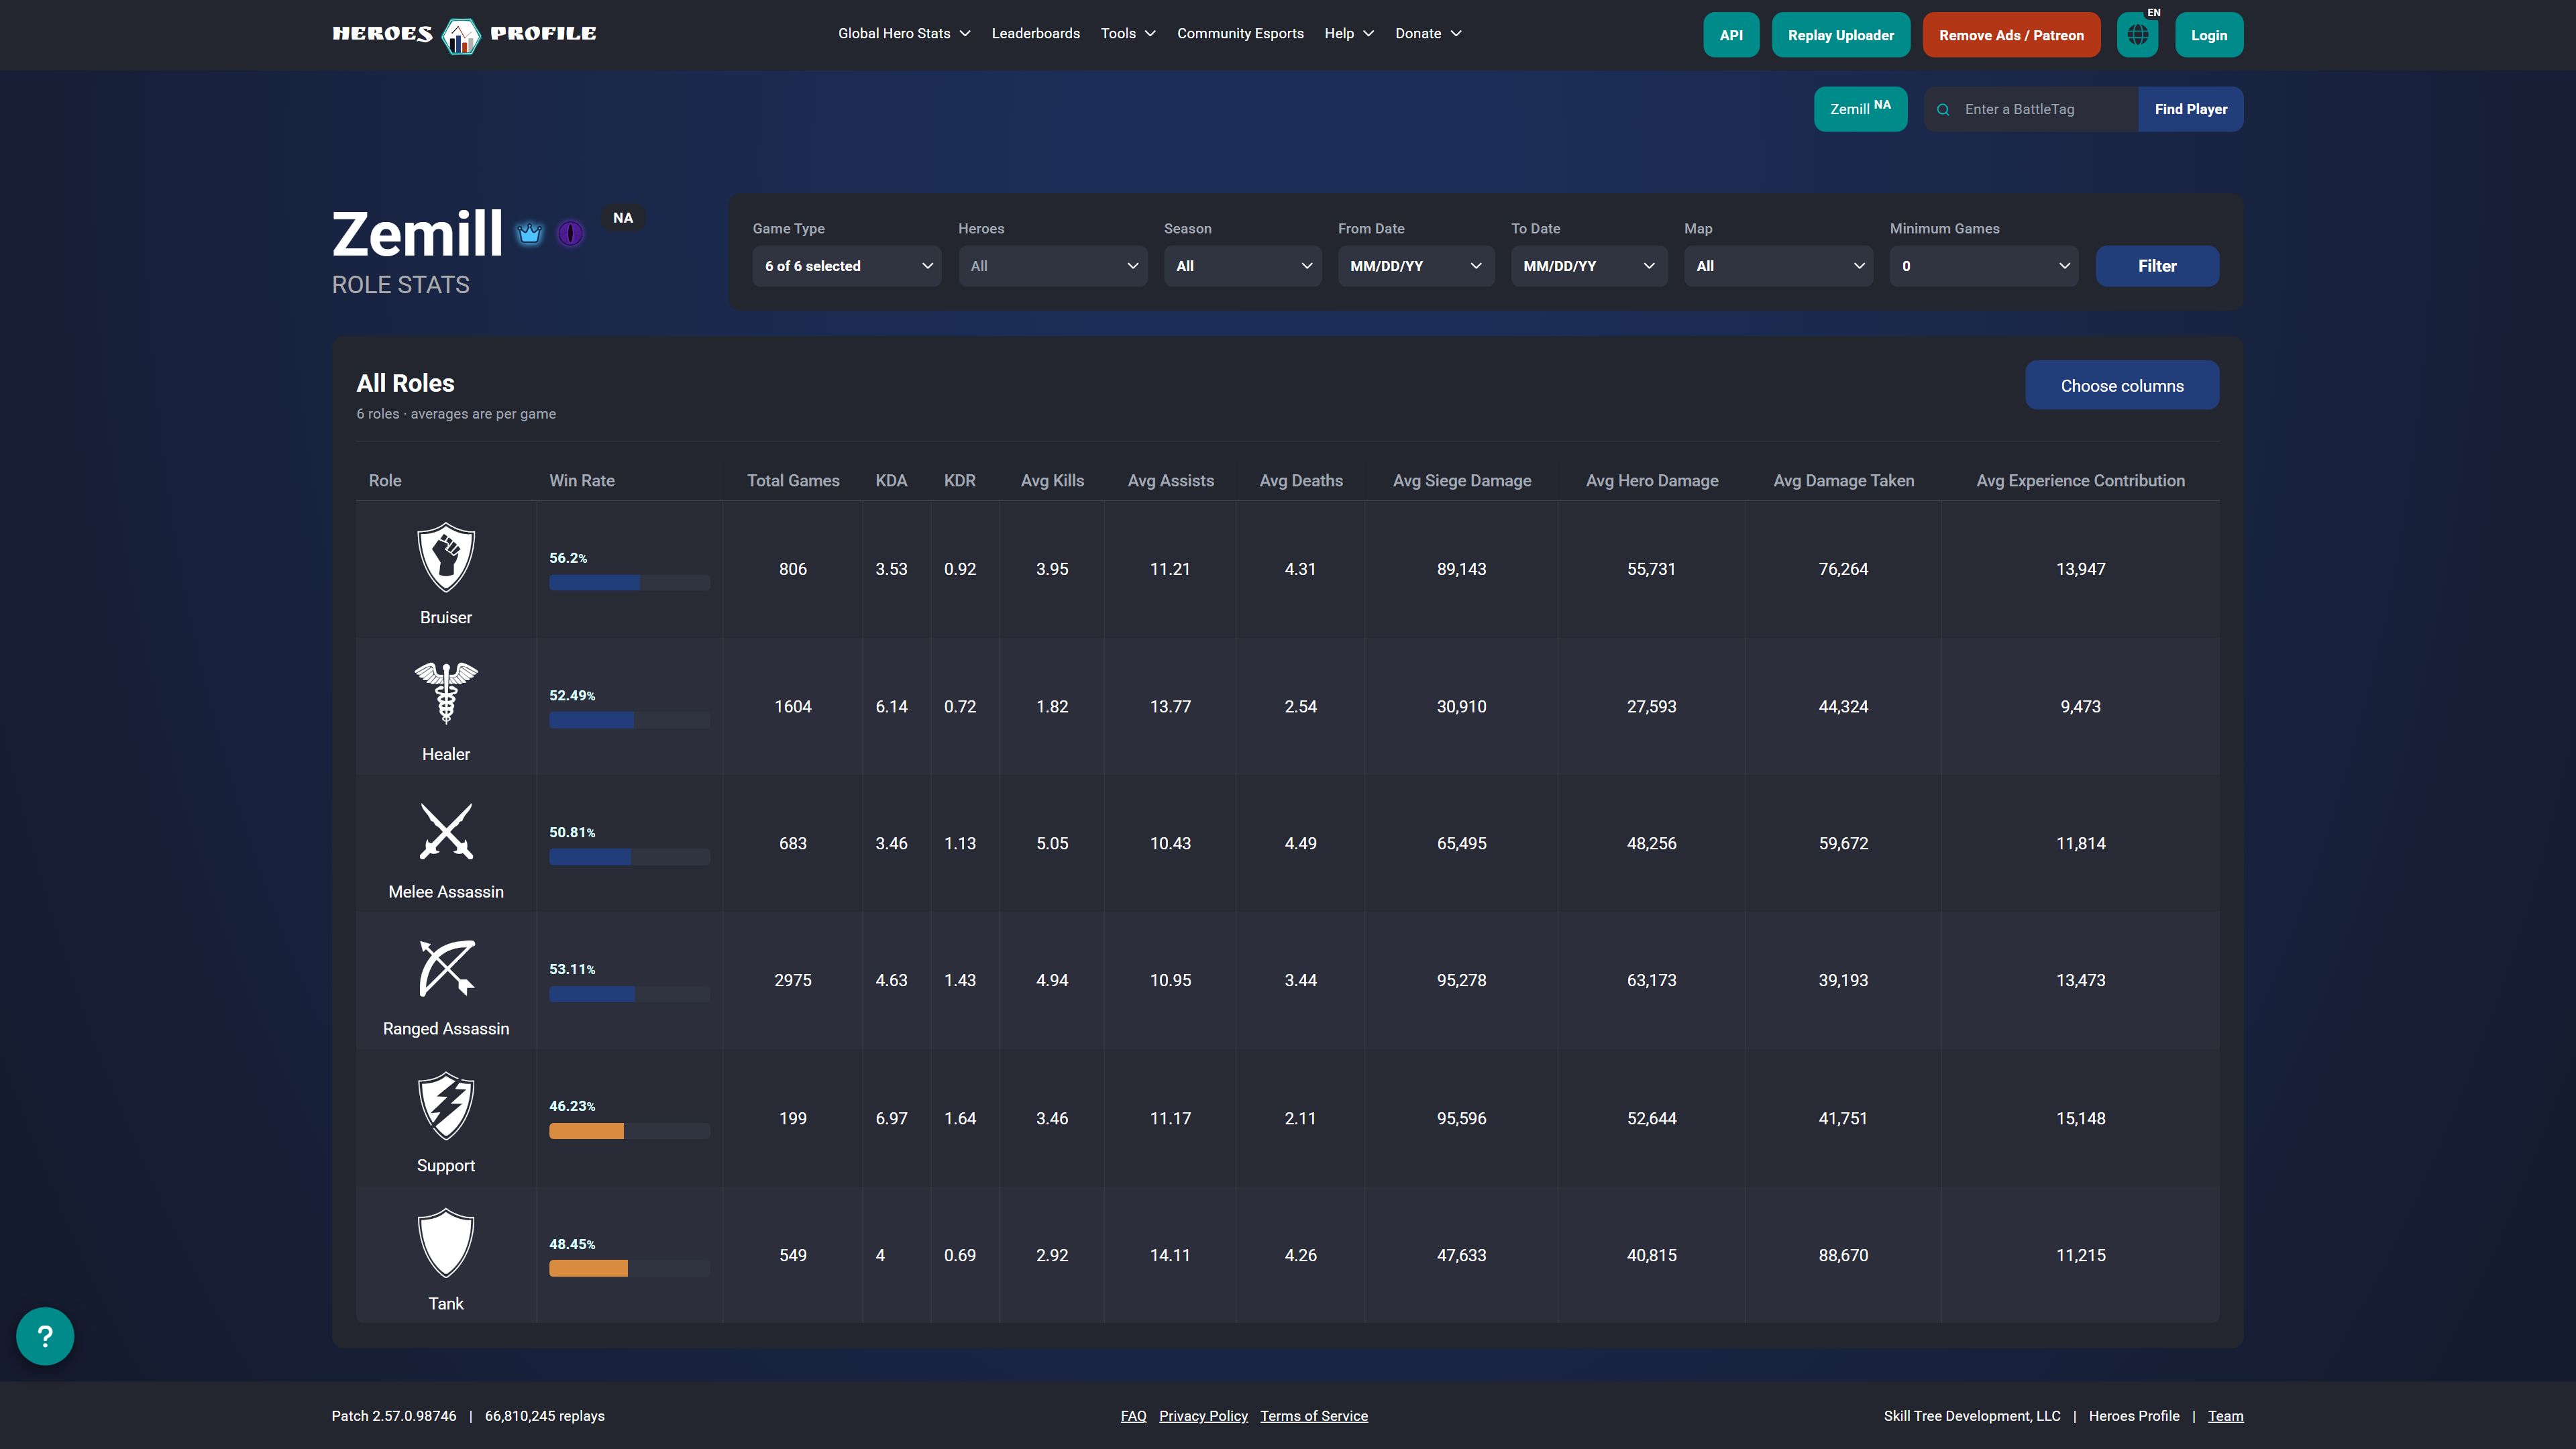 HEROES PROFILE
Global Hero Stats Leaderboards Tools Community Esports Help Donate
API Replay Uploader Remove Ads / Patreon EN Login
Zemill NA Enter a BattleTag Find Player
Zemill NA
ROLE STATS
Game Type Heroes Season From Date To Date Map Minimum Games
6 of 6 selected All All MM/DD/YY MM/DD/YY All 0 Filter
All Roles
6 roles · averages are per game
Choose columns
Role Win Rate Total Games KDA KDR Avg Kills Avg Assists Avg Deaths Avg Siege Damage Avg Hero Damage Avg Damage Taken Avg Experience Contribution
56.2%
806 3.53 0.92 3.95 11.21 4.31 89,143 55,731 76,264 13,947
Bruiser
52.49%
1604 6.14 0.72 1.82 13.77 2.54 30,910 27,593 44,324 9,473
Healer
50.81%
683 3.46 1.13 5.05 10.43 4.49 65,495 48,256 59,672 11,814
Melee Assassin
53.11%
2975 4.63 1.43 4.94 10.95 3.44 95,278 63,173 39,193 13,473
Ranged Assassin
46.23%
199 6.97 1.64 3.46 11.17 2.11 95,596 52,644 41,751 15,148
Support
48.45%
549 4 0.69 2.92 14.11 4.26 47,633 40,815 88,670 11,215
Tank
?
Patch 2.57.0.98746 | 66,810,245 replays FAQ Privacy Policy Terms of Service Skill Tree Development, LLC | Heroes Profile | Team